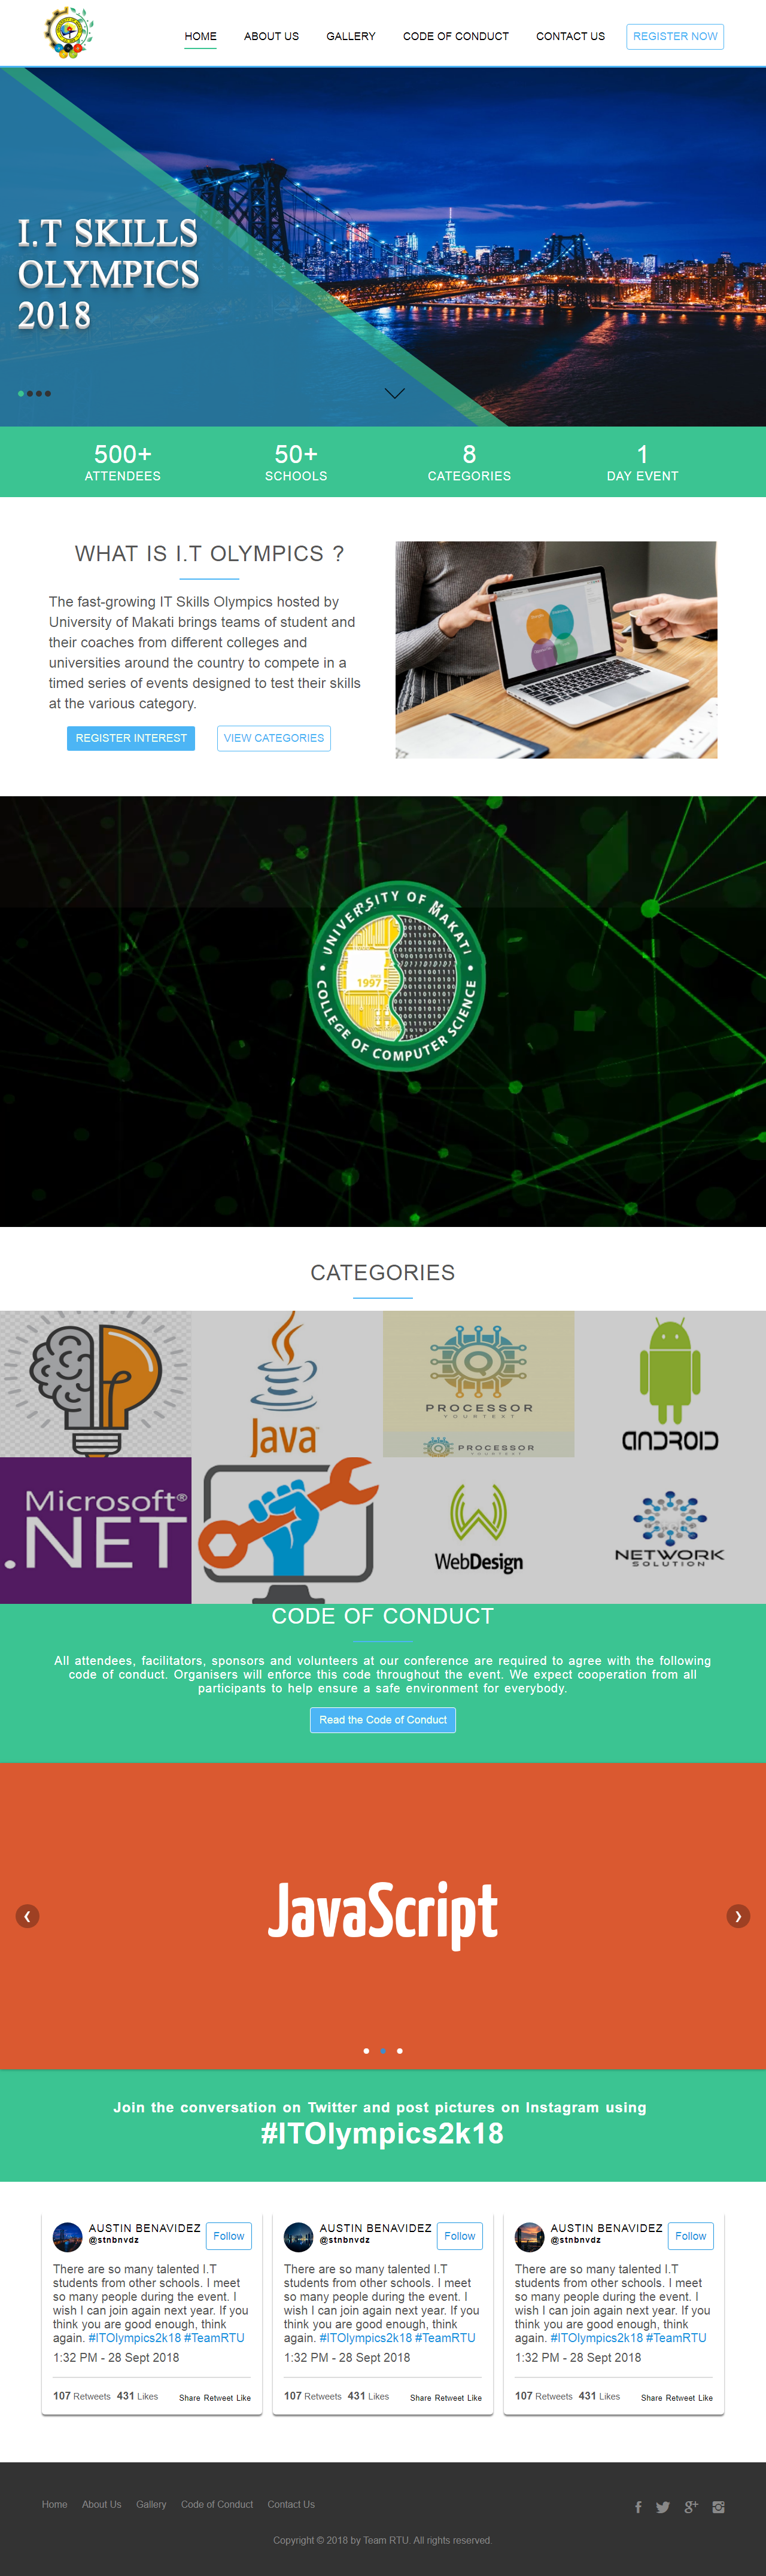 HOME ABOUT US GALLERY CODE OF CONDUCT CONTACT US REGISTER NOW
I.T SKILLS
OLYMPICS
2018
500+ 50+ 8 1
ATTENDEES SCHOOLS CATEGORIES DAY EVENT
WHAT IS I.T OLYMPICS ?
The fast-growing IT Skills Olympics hosted by
University of Makati brings teams of student and
their coaches from different colleges and
universities around the country to compete in a
timed series of events designed to test their skills
at the various category.
REGISTER INTEREST VIEW CATEGORIES
UNIVERSITY OF MAKATI
1997
COLLEGE OF COMPUTER SCIENCE
CATEGORIES
Java
PROCESSOR
YOURTEXT
PROCESSOR
ANDROID
Microsoft®
.NET
WebDesign
NETWORK
SOLUTION
CODE OF CONDUCT
All attendees, facilitators, sponsors and volunteers at our conference are required to agree with the following
code of conduct. Organisers will enforce this code throughout the event. We expect cooperation from all
participants to help ensure a safe environment for everybody.
Read the Code of Conduct
❮ JavaScript ❯
Join the conversation on Twitter and post pictures on Instagram using
#ITOlympics2k18
AUSTIN BENAVIDEZ
@stnbnvdz
Follow
There are so many talented I.T
students from other schools. I meet
so many people during the event. I
wish I can join again next year. If you
think you are good enough, think
again. #ITOlympics2k18 #TeamRTU
1:32 PM - 28 Sept 2018
107 Retweets 431 Likes Share Retweet Like
AUSTIN BENAVIDEZ
@stnbnvdz
Follow
There are so many talented I.T
students from other schools. I meet
so many people during the event. I
wish I can join again next year. If you
think you are good enough, think
again. #ITOlympics2k18 #TeamRTU
1:32 PM - 28 Sept 2018
107 Retweets 431 Likes Share Retweet Like
AUSTIN BENAVIDEZ
@stnbnvdz
Follow
There are so many talented I.T
students from other schools. I meet
so many people during the event. I
wish I can join again next year. If you
think you are good enough, think
again. #ITOlympics2k18 #TeamRTU
1:32 PM - 28 Sept 2018
107 Retweets 431 Likes Share Retweet Like
Home About Us Gallery Code of Conduct Contact Us
Copyright © 2018 by Team RTU. All rights reserved.